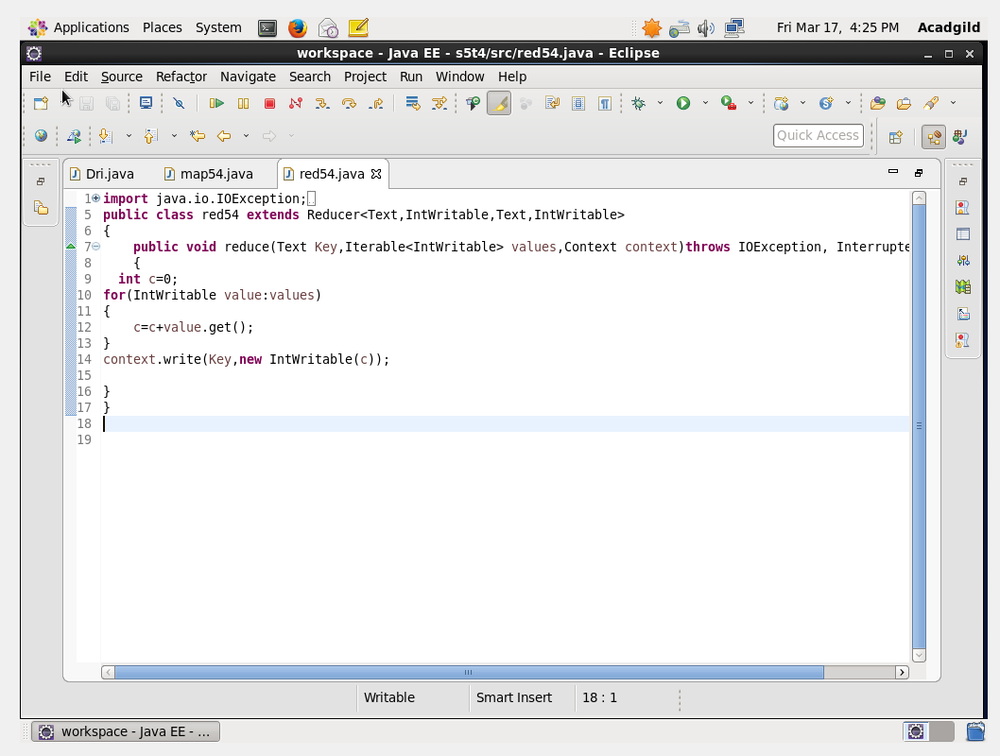 Applications Places System Fri Mar 17, 4:25 PM Acadgild
workspace - Java EE - s5t4/src/red54.java - Eclipse
File Edit Source Refactor Navigate Search Project Run Window Help
Quick Access
Dri.java map54.java red54.java
1 import java.io.IOException;
5 public class red54 extends Reducer<Text,IntWritable,Text,IntWritable>
6 {
7 public void reduce(Text Key,Iterable<IntWritable> values,Context context)throws IOException, Interrupte
8 {
9 int c=0;
10 for(IntWritable value:values)
11 {
12 c=c+value.get();
13 }
14 context.write(Key,new IntWritable(c));
15
16 }
17 }
18
19
Writable Smart Insert 18 : 1
workspace - Java EE - ...